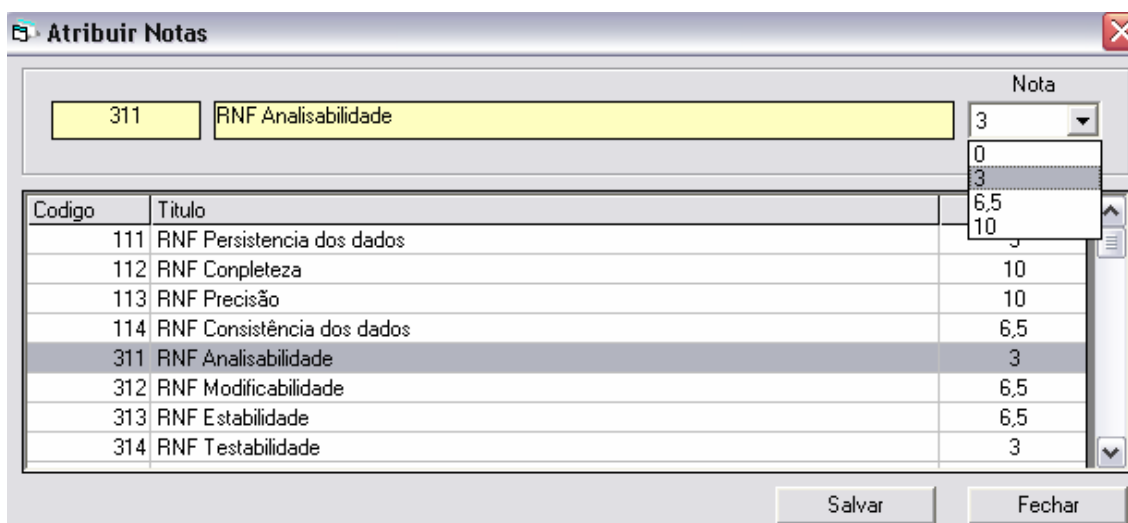 Atribuir Notas
Nota
311 RNF Analisabilidade 3
0
3
6,5
10
Codigo Titulo
111 RNF Persistencia dos dados
112 RNF Conpleteza 10
113 RNF Precisão 10
114 RNF Consistência dos dados 6,5
311 RNF Analisabilidade 3
312 RNF Modificabilidade 6,5
313 RNF Estabilidade 6,5
314 RNF Testabilidade 3
Salvar Fechar